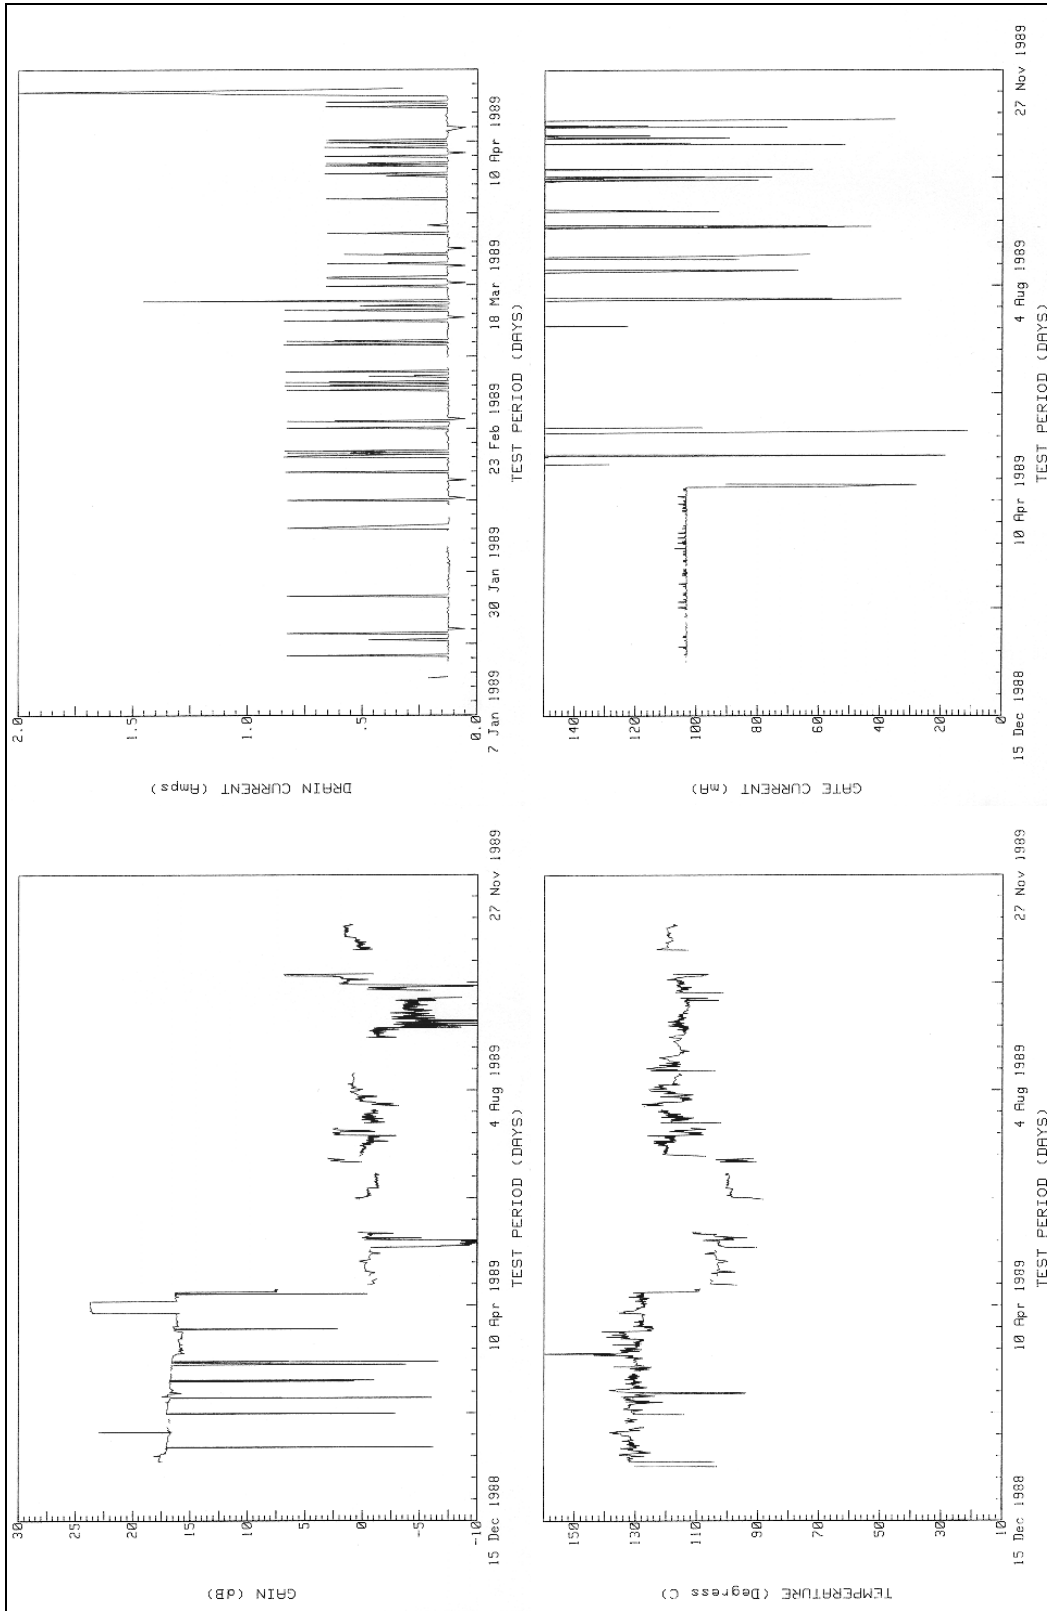 GAIN (dB)
30
25
20
15
10
5
0
-5
-10
15 Dec 1988 10 Apr 1989 4 Aug 1989 27 Nov 1989
TEST PERIOD (DAYS)
DRAIN CURRENT (Amps)
2.0
1.5
1.0
.5
0.0
7 Jan 1989 30 Jan 1989 23 Feb 1989 18 Mar 1989 10 Apr 1989
TEST PERIOD (DAYS)
TEMPERATURE (Degress C)
150
130
110
90
70
50
30
10
15 Dec 1988 10 Apr 1989 4 Aug 1989 27 Nov 1989
TEST PERIOD (DAYS)
GATE CURRENT (mA)
140
120
100
80
60
40
20
0
15 Dec 1988 10 Apr 1989 4 Aug 1989 27 Nov 1989
TEST PERIOD (DAYS)